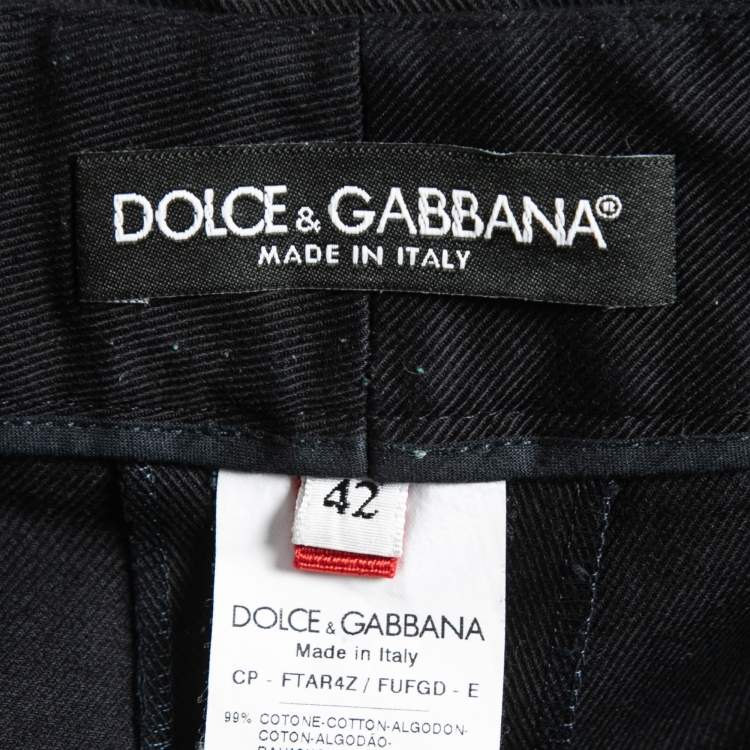 DOLCE & GABBANA®
MADE IN ITALY
42
DOLCE & GABBANA
Made in Italy
CP - FTAR4Z / FUFGD - E
99% COTONE-COTTON-ALGODON-
COTON-ALGODÃO-